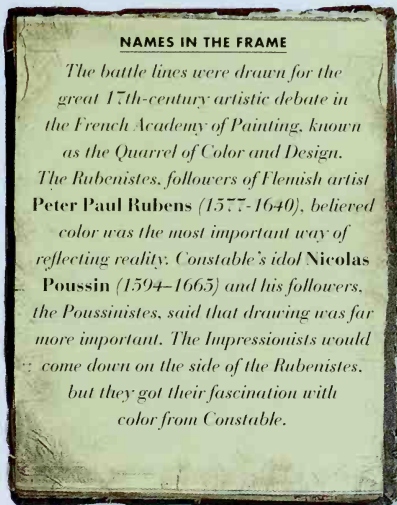 NAMES IN THE FRAME
The battle lines were drawn for the
great 17th-century artistic debate in
the French Academy of Painting, known
as the Quarrel of Color and Design.
The Rubenistes, followers of Flemish artist
Peter Paul Rubens (1577-1640), believed
color was the most important way of
reflecting reality. Constable's idol Nicolas
Poussin (1594–1665) and his followers,
the Poussinistes, said that drawing was far
more important. The Impressionists would
come down on the side of the Rubenistes,
but they got their fascination with
color from Constable.